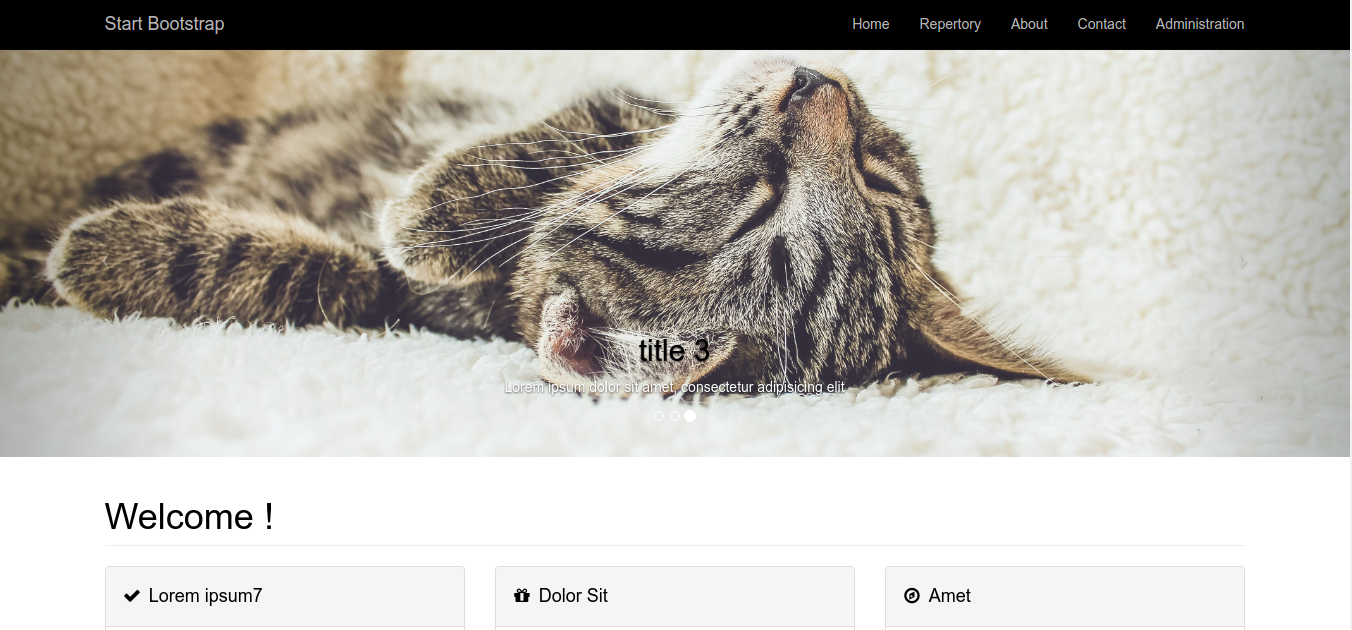 Start Bootstrap Home Repertory About Contact Administration
title 3
Lorem ipsum dolor sit amet, consectetur adipisicing elit
Welcome !
Lorem ipsum7 Dolor Sit Amet